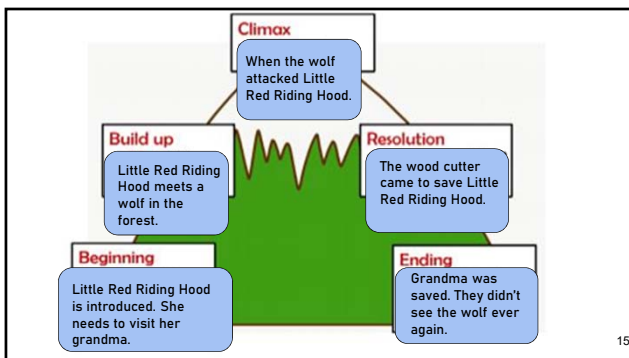 Climax
When the wolf
attacked Little
Red Riding Hood.
Build up
Little Red Riding
Hood meets a
wolf in the
forest.
Resolution
The wood cutter
came to save Little
Red Riding Hood.
Beginning
Little Red Riding Hood
is introduced. She
needs to visit her
grandma.
Ending
Grandma was
saved. They didn't
see the wolf ever
again.
15